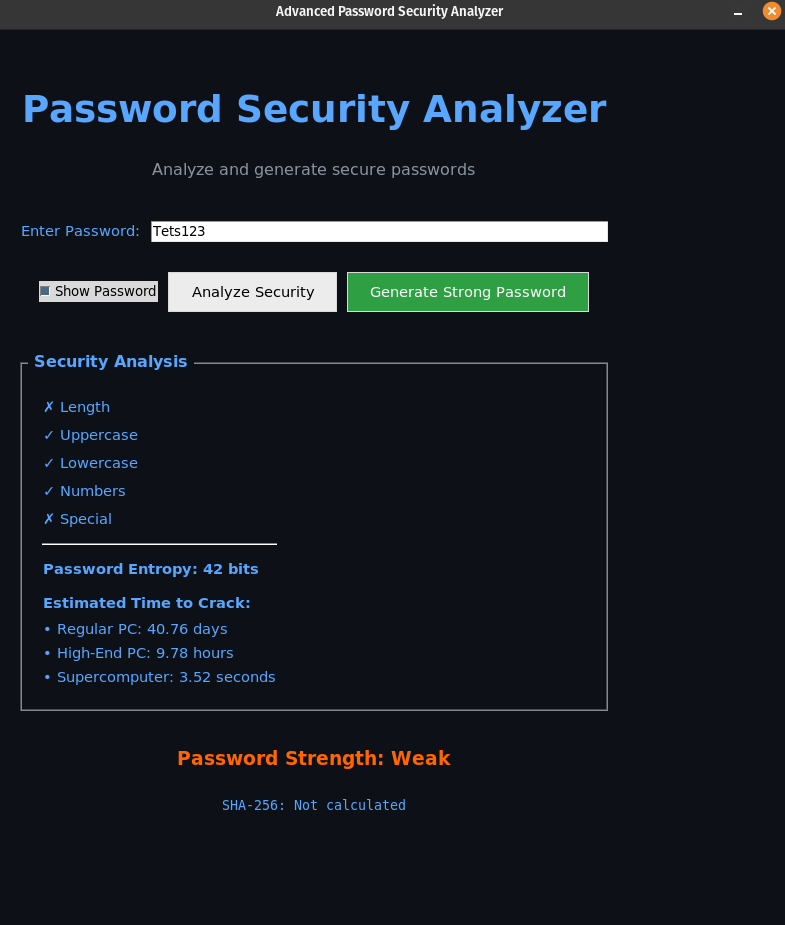 Advanced Password Security Analyzer
Password Security Analyzer
Analyze and generate secure passwords
Enter Password: Tets123
Show Password Analyze Security Generate Strong Password
Security Analysis
✗ Length
✓ Uppercase
✓ Lowercase
✓ Numbers
✗ Special
Password Entropy: 42 bits
Estimated Time to Crack:
• Regular PC: 40.76 days
• High-End PC: 9.78 hours
• Supercomputer: 3.52 seconds
Password Strength: Weak
SHA-256: Not calculated